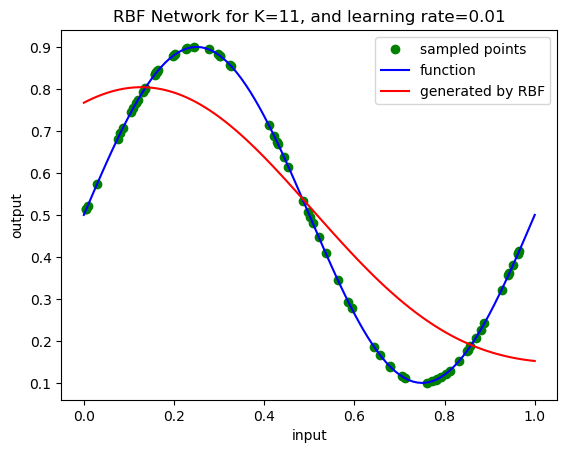 RBF Network for K=11, and learning rate=0.01
sampled points
function
generated by RBF
output
0.9
0.8
0.7
0.6
0.5
0.4
0.3
0.2
0.1
0.0 0.2 0.4 0.6 0.8 1.0
input